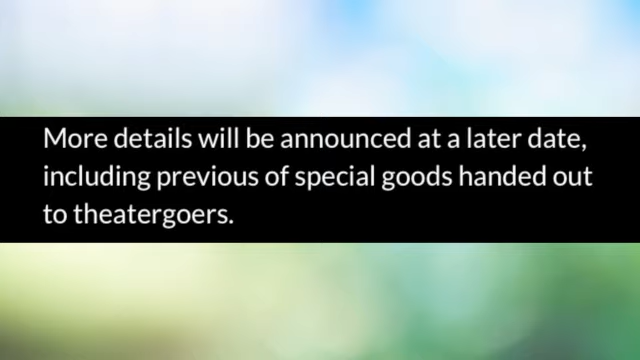 More details will be announced at a later date,
including previous of special goods handed out
to theatergoers.